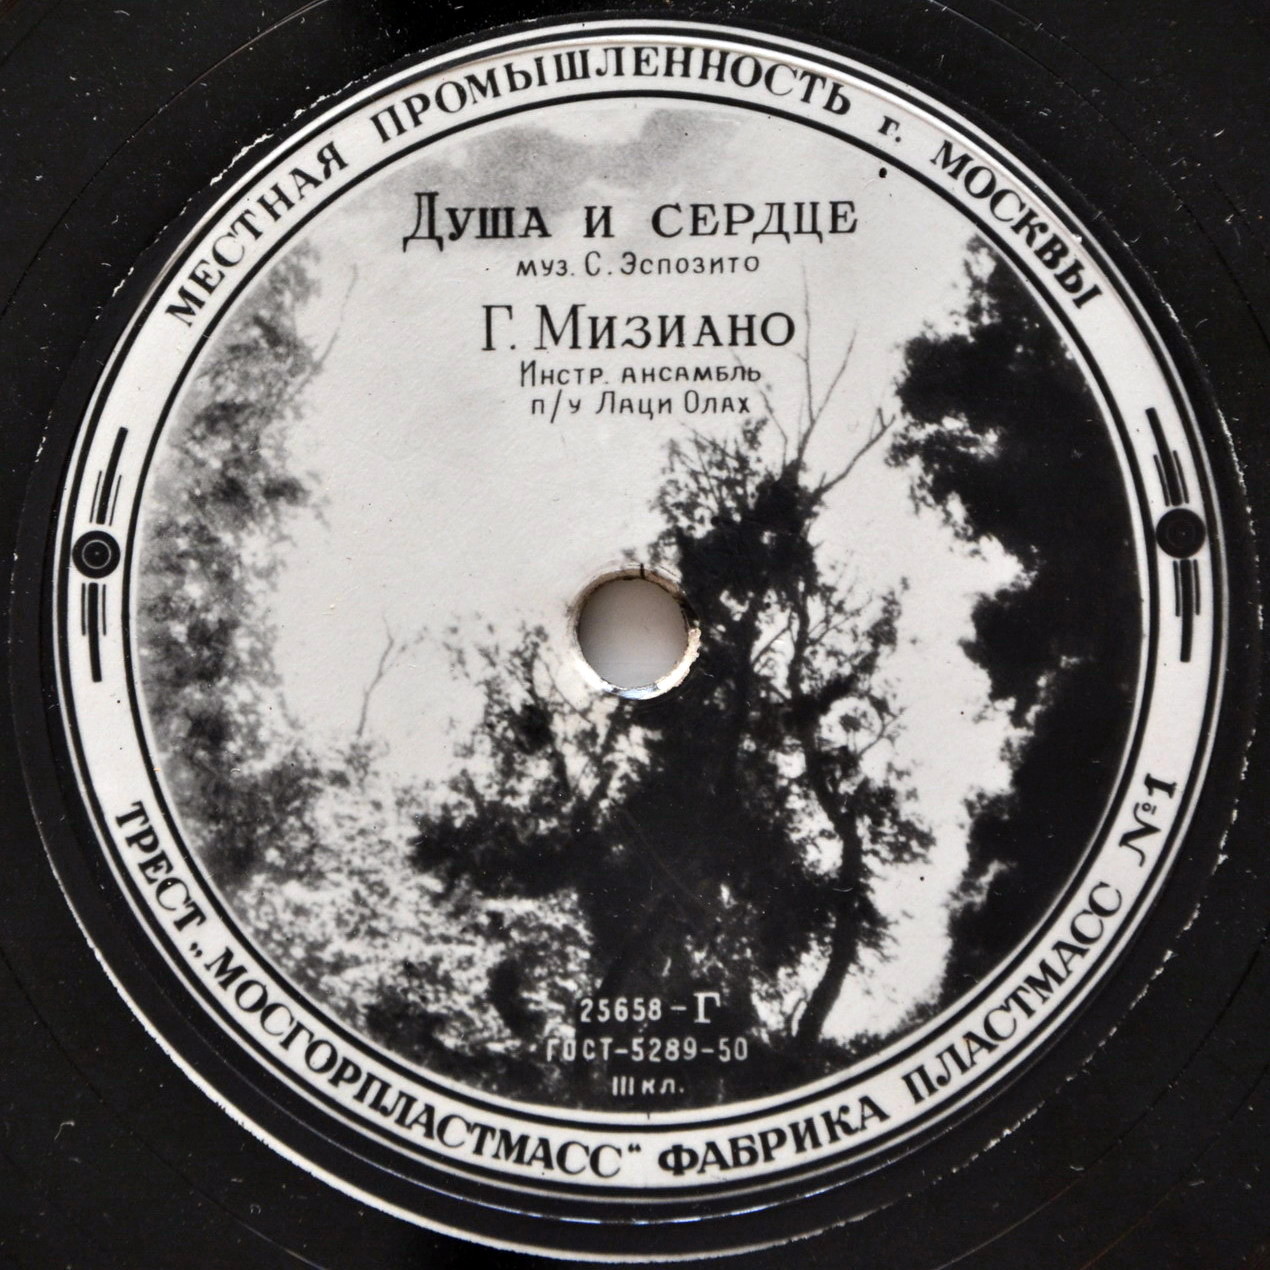 МЕСТНАЯ ПРОМЫШЛЕННОСТЬ г. МОСКВЫ
Душа и сердце
муз. С. Эспозито
Г. Мизиано
Инстр. ансамбль
п/у Лаци Олах
25658-Г
ГОСТ-5289-50
III кл.
ТРЕСТ „МОСГОРПЛАСТМАСС“ ФАБРИКА ПЛАСТМАСС №1